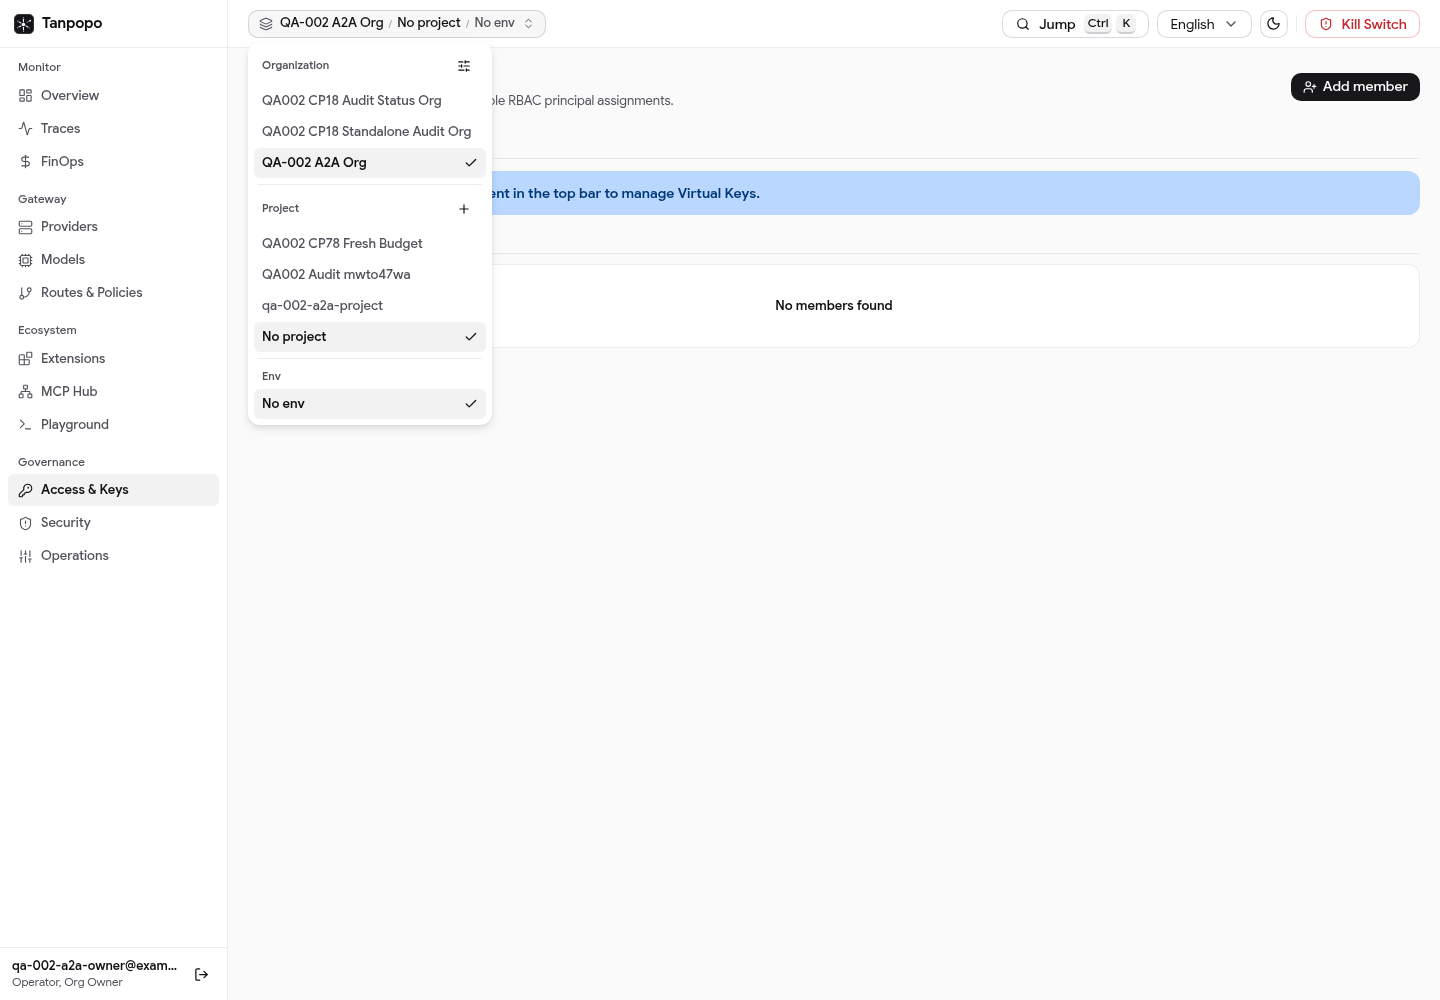 Tanpopo
Monitor
Overview
Traces
FinOps
Gateway
Providers
Models
Routes & Policies
Ecosystem
Extensions
MCP Hub
Playground
Governance
Access & Keys
Security
Operations
qa-002-a2a-owner@exam...
Operator, Org Owner
QA-002 A2A Org / No project / No env
Jump Ctrl K
English
Kill Switch
Organization
QA002 CP18 Audit Status Org
QA002 CP18 Standalone Audit Org
QA-002 A2A Org
Project
QA002 CP78 Fresh Budget
QA002 Audit mwto47wa
qa-002-a2a-project
No project
Env
No env
RBAC principal assignments.
Add member
in the top bar to manage Virtual Keys.
No members found